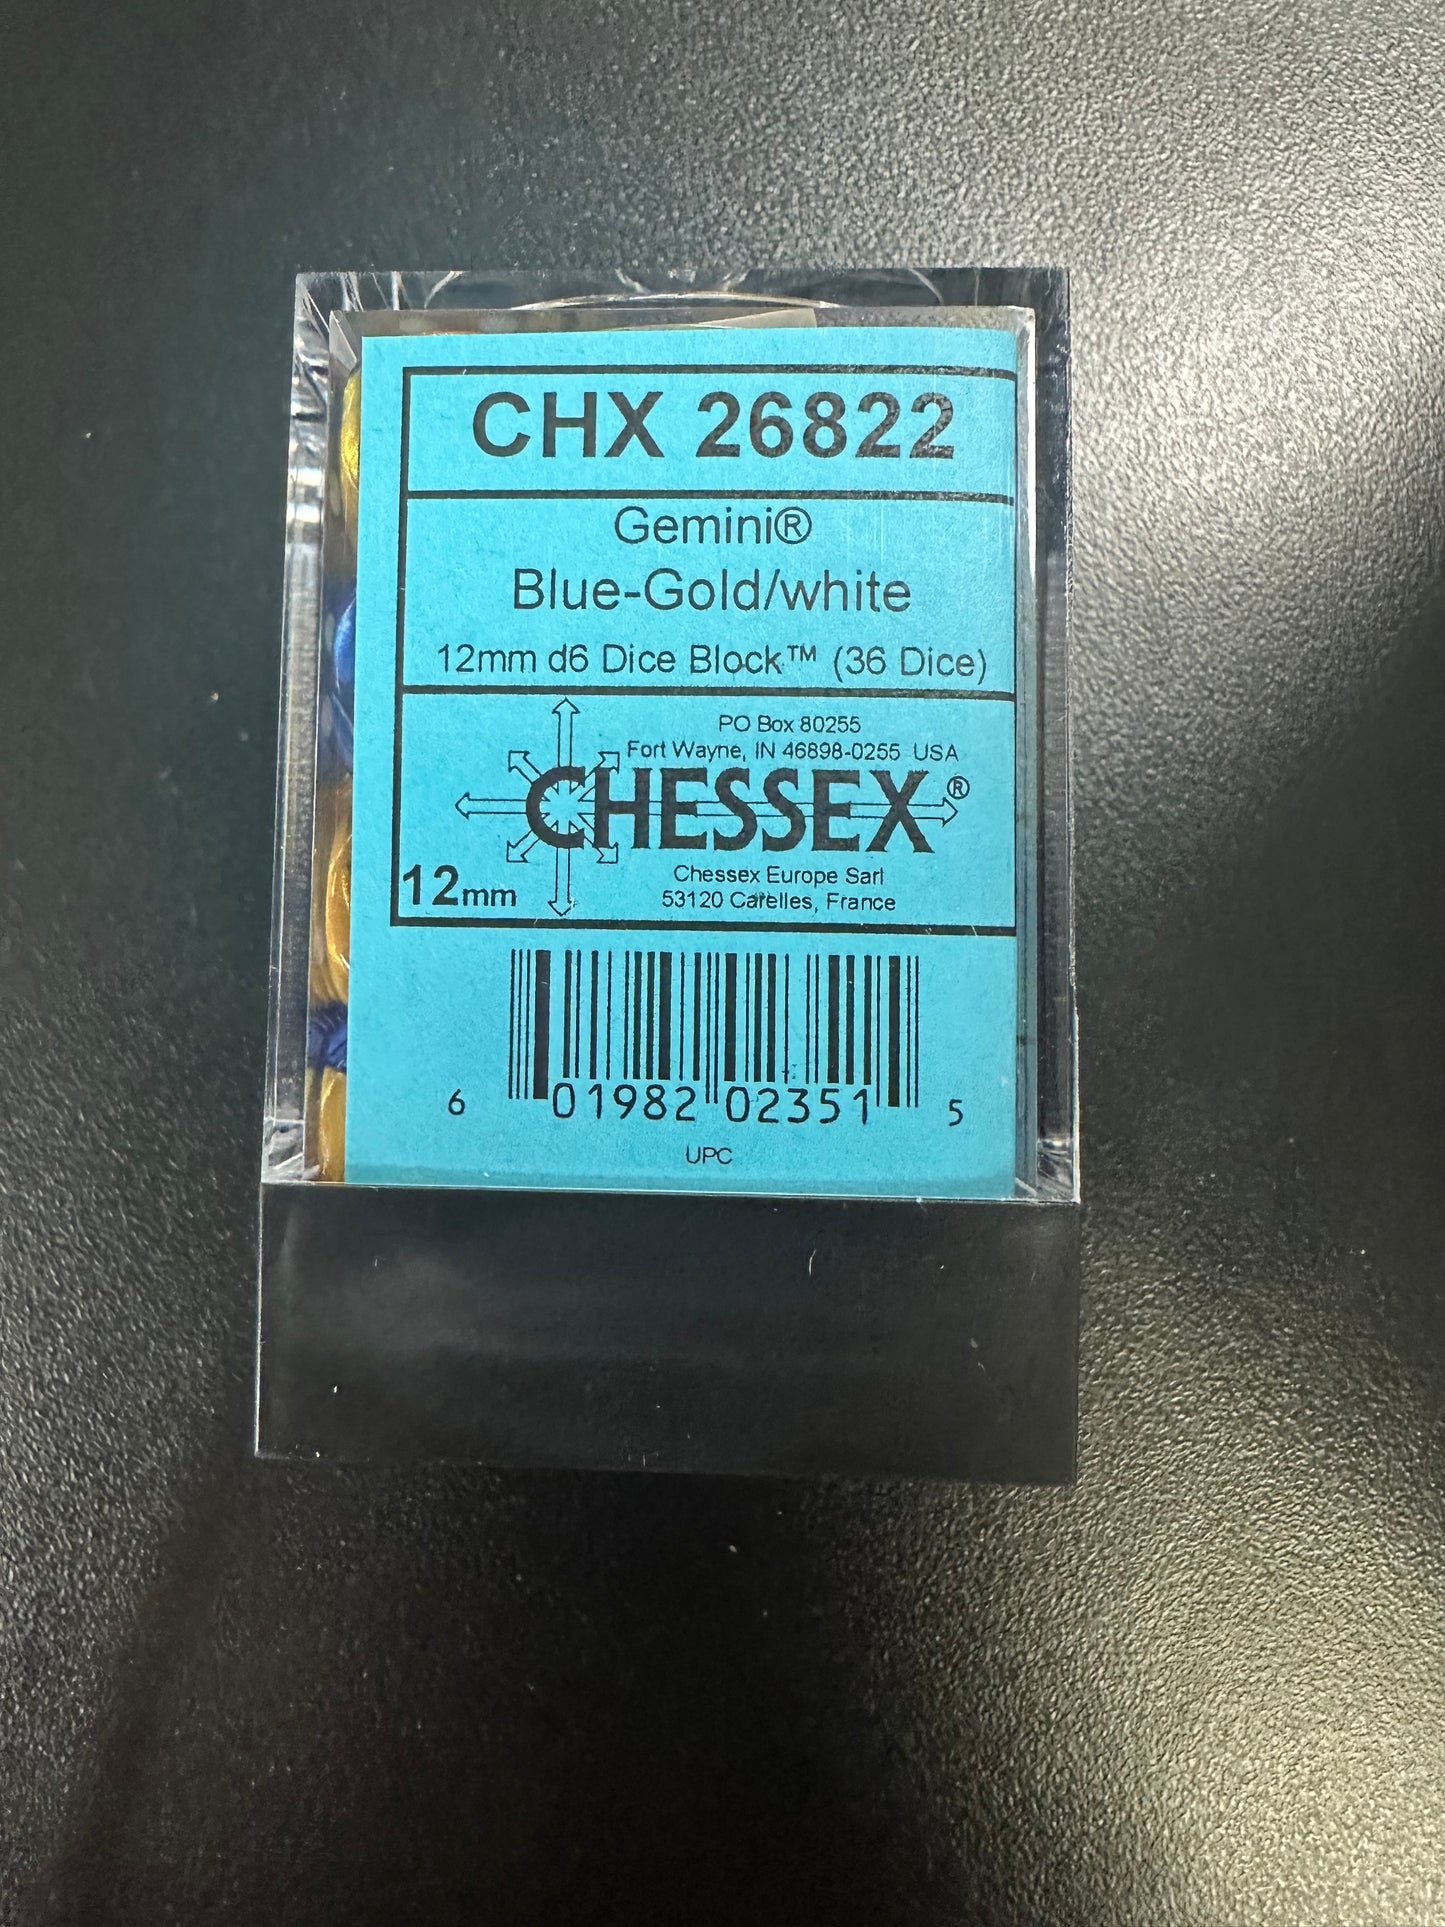 CHX 26822
Gemini®
Blue-Gold/white
12mm d6 Dice Block™ (36 Dice)
PO Box 80255
Fort Wayne, IN 46898-0255 USA
CHESSEX®
Chessex Europe Sarl
53120 Carelles, France
12mm
6 01982 02351 5
UPC